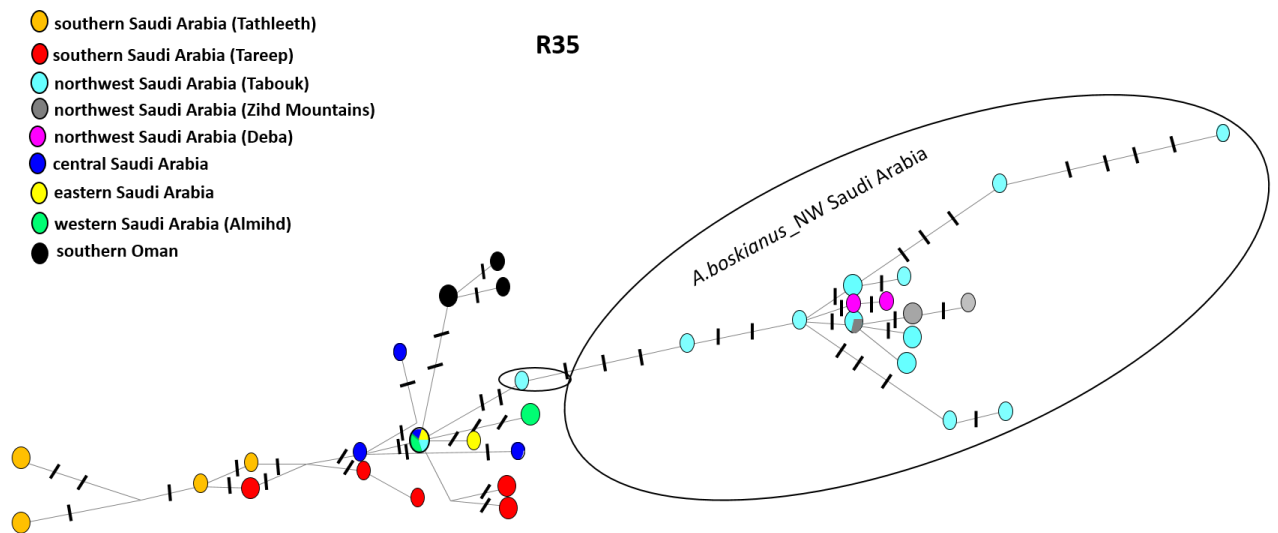 southern Saudi Arabia (Tathleeth)
R35
southern Saudi Arabia (Tareep)
northwest Saudi Arabia (Tabouk)
northwest Saudi Arabia (Zihd Mountains)
northwest Saudi Arabia (Deba)
central Saudi Arabia
eastern Saudi Arabia
western Saudi Arabia (Almihd)
southern Oman
A.boskianus_NW Saudi Arabia